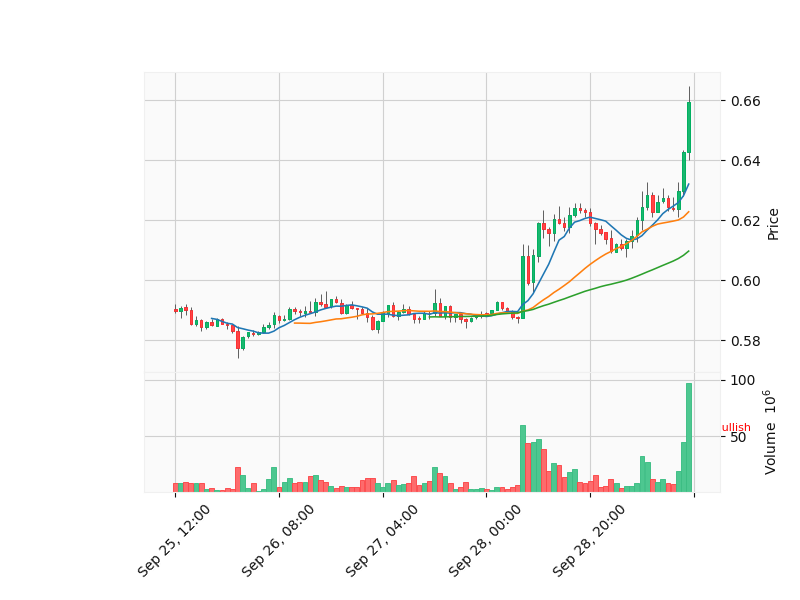 0.66
0.64
0.62
0.60
0.58
Price
100
50
ullish
Volume 10^6
Sep 25, 12:00
Sep 26, 08:00
Sep 27, 04:00
Sep 28, 00:00
Sep 28, 20:00